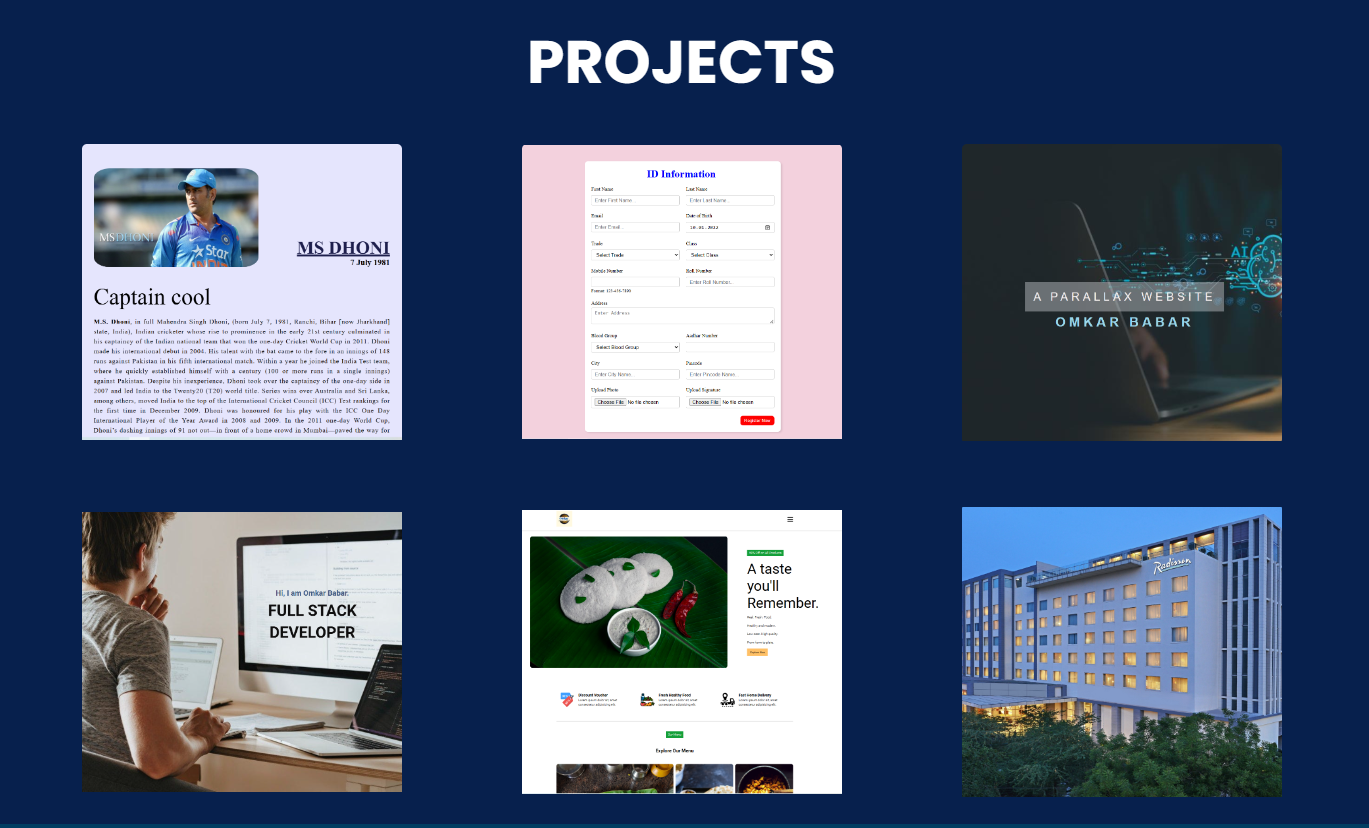 PROJECTS
MSDHONI
Star
MS DHONI
7 July 1981
Captain cool
M.S. Dhoni, in full Mahendra Singh Dhoni, (born July 7, 1981, Ranchi, Bihar [now Jharkhand]
state, India), Indian cricketer whose rise to prominence in the early 21st century culminated in
his captaincy of the Indian national team that won the one-day Cricket World Cup in 2011. Dhoni
made his international debut in 2004. His talent with the bat came to the fore in an innings of 148
runs against Pakistan in his fifth international match. Within a year he joined the India Test team,
where he quickly established himself with a century (100 or more runs in a single innings)
against Pakistan. Despite his inexperience, Dhoni took over the captaincy of the one-day side in
2007 and led India to the Twenty20 (T20) world title. Series wins over Australia and Sri Lanka,
among others, moved India to the top of the International Cricket Council (ICC) Test rankings for
the first time in December 2009. Dhoni was honoured for his play with the ICC One Day
International Player of the Year Award in 2008 and 2009. In the 2011 one-day World Cup,
Dhoni's dashing innings of 91 not out—in front of a home crowd in Mumbai—paved the way for
ID Information
First Name Last Name
Enter First Name.. Enter Last Name..
Email Date of Birth
Enter Email..
Trade Class
Select Trade Select Class
Mobile Number Roll Number
Enter Roll Number..
Address
Enter Address
Blood Group Aadhar Number
Select Blood Group
City Pincode
Enter City Name.. Enter Pincode Name..
Upload Photo Upload Signature
Choose File No file chosen Choose File No file chosen
Register Now
AI
A PARALLAX WEBSITE
OMKAR BABAR
Hi, I am Omkar Babar.
FULL STACK
DEVELOPER
A taste
you'll
Remember.
Discount Voucher Fresh Healthy Food Fast Home Delivery
Explore Our Menu
Radisson